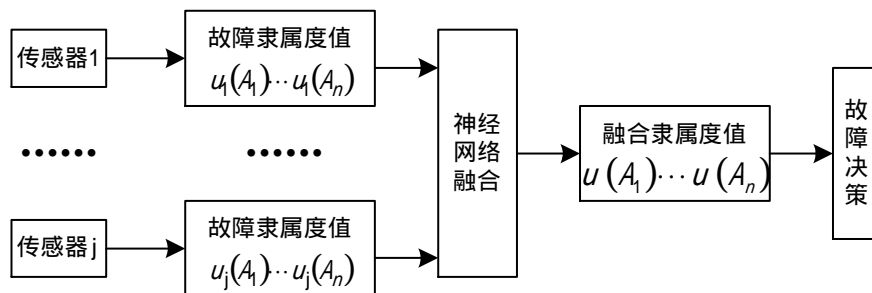 传感器1
故障隶属度值
u₁(A₁)…u₁(Aₙ)
……
……
传感器j
故障隶属度值
uⱼ(A₁)…uⱼ(Aₙ)
神经
网络
融合
融合隶属度值
u(A₁)…u(Aₙ)
故
障
决
策